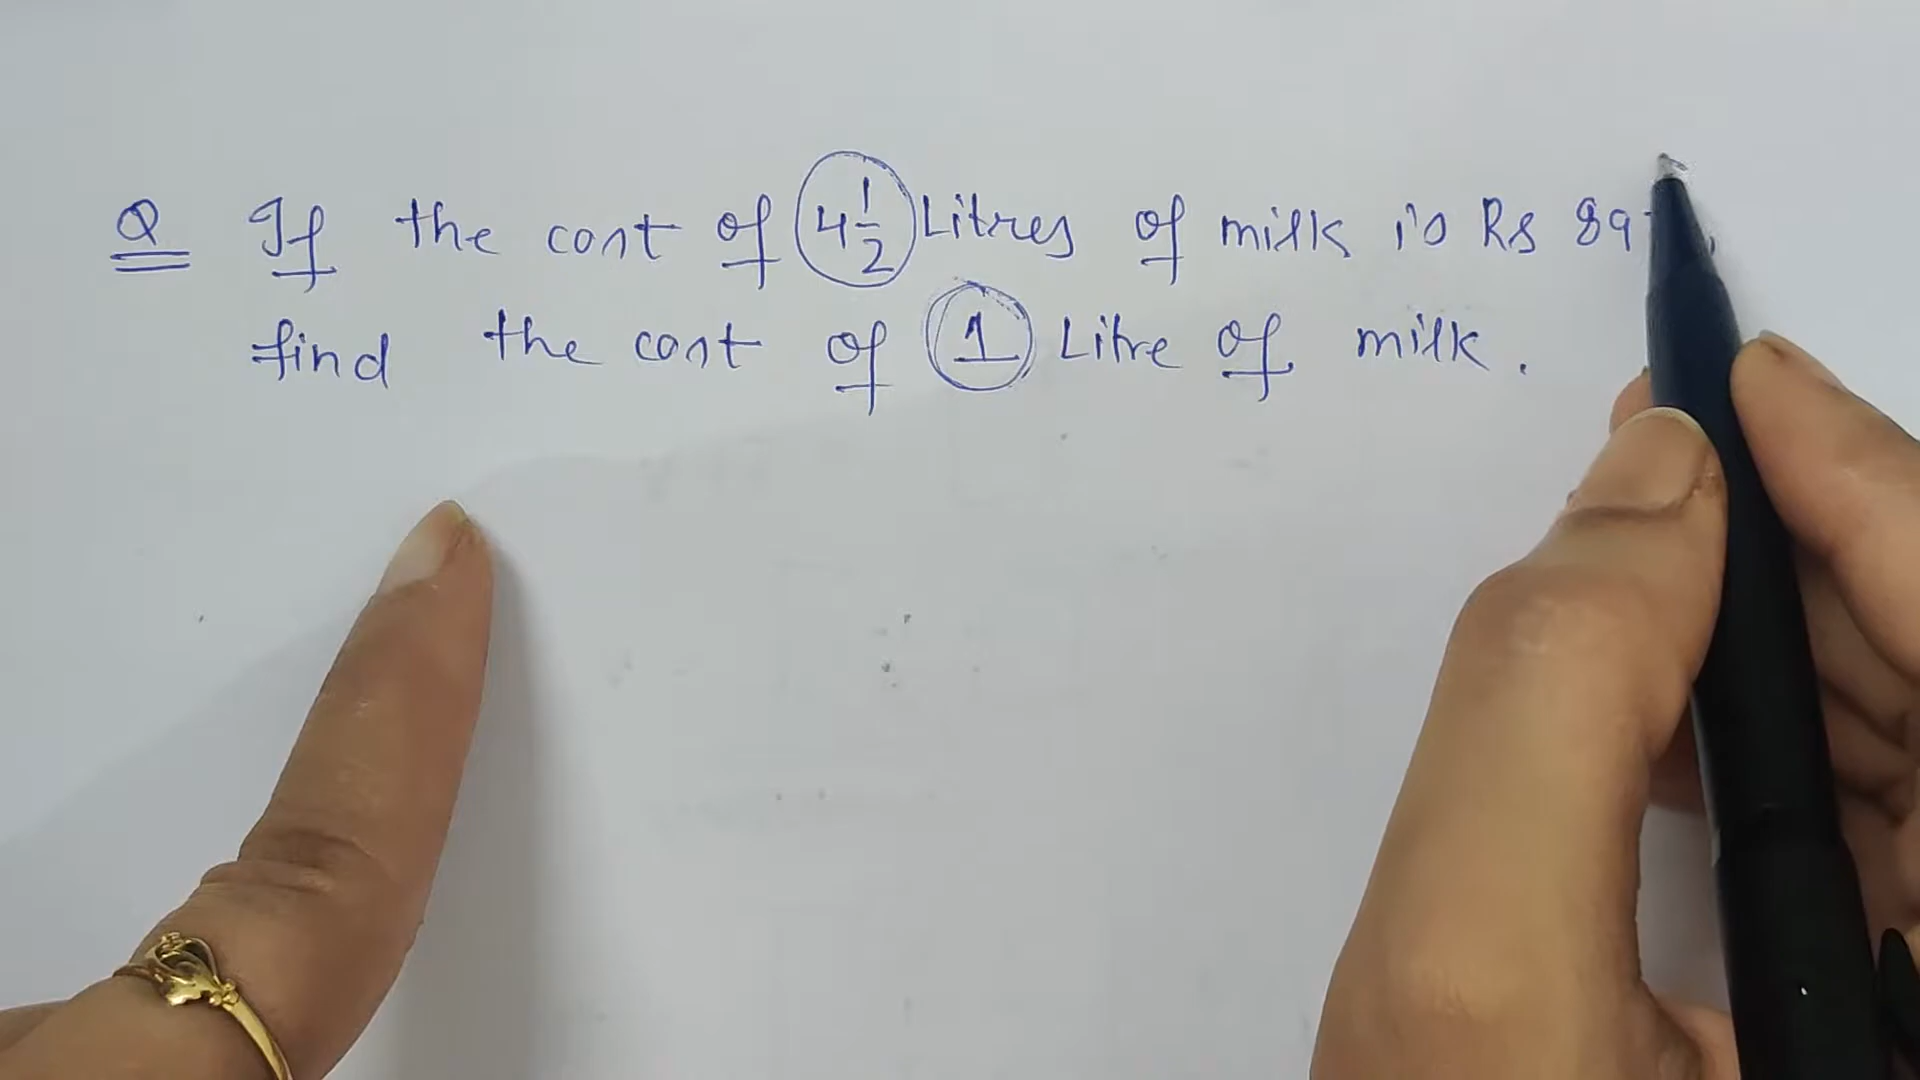 Q If the cost of 4 1/2 Litres of milk is Rs
find the cost of 1 Litre of milk.